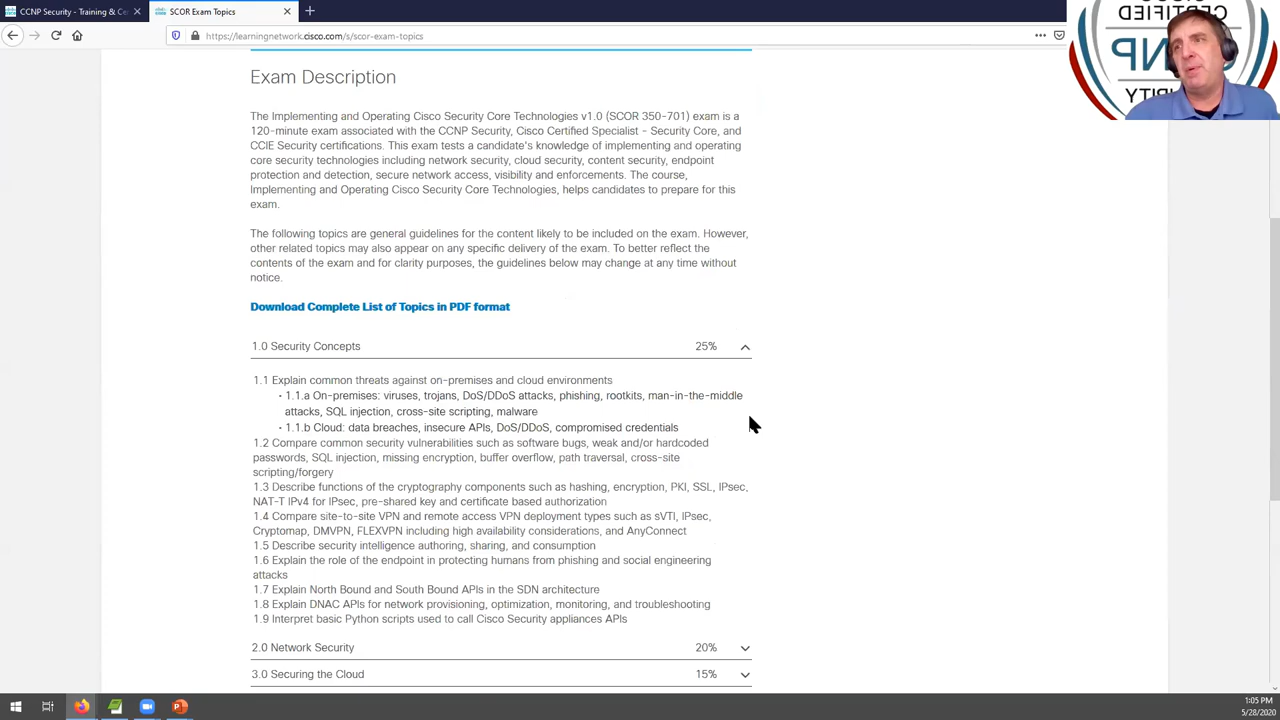 CCNP Security - Training & Ce
SCOR Exam Topics
https://learningnetwork.cisco.com/s/scor-exam-topics
CERTIFIED
CCNP
SECURITY
Exam Description
The Implementing and Operating Cisco Security Core Technologies v1.0 (SCOR 350-701) exam is a
120-minute exam associated with the CCNP Security, Cisco Certified Specialist - Security Core, and
CCIE Security certifications. This exam tests a candidate's knowledge of implementing and operating
core security technologies including network security, cloud security, content security, endpoint
protection and detection, secure network access, visibility and enforcements. The course,
Implementing and Operating Cisco Security Core Technologies, helps candidates to prepare for this
exam.
The following topics are general guidelines for the content likely to be included on the exam. However,
other related topics may also appear on any specific delivery of the exam. To better reflect the
contents of the exam and for clarity purposes, the guidelines below may change at any time without
notice.
Download Complete List of Topics in PDF format
1.0 Security Concepts 25%
1.1 Explain common threats against on-premises and cloud environments
• 1.1.a On-premises: viruses, trojans, DoS/DDoS attacks, phishing, rootkits, man-in-the-middle
attacks, SQL injection, cross-site scripting, malware
• 1.1.b Cloud: data breaches, insecure APIs, DoS/DDoS, compromised credentials
1.2 Compare common security vulnerabilities such as software bugs, weak and/or hardcoded
passwords, SQL injection, missing encryption, buffer overflow, path traversal, cross-site
scripting/forgery
1.3 Describe functions of the cryptography components such as hashing, encryption, PKI, SSL, IPsec,
NAT-T IPv4 for IPsec, pre-shared key and certificate based authorization
1.4 Compare site-to-site VPN and remote access VPN deployment types such as sVTI, IPsec,
Cryptomap, DMVPN, FLEXVPN including high availability considerations, and AnyConnect
1.5 Describe security intelligence authoring, sharing, and consumption
1.6 Explain the role of the endpoint in protecting humans from phishing and social engineering
attacks
1.7 Explain North Bound and South Bound APIs in the SDN architecture
1.8 Explain DNAC APIs for network provisioning, optimization, monitoring, and troubleshooting
1.9 Interpret basic Python scripts used to call Cisco Security appliances APIs
2.0 Network Security 20%
3.0 Securing the Cloud 15%
1:05 PM
5/28/2020